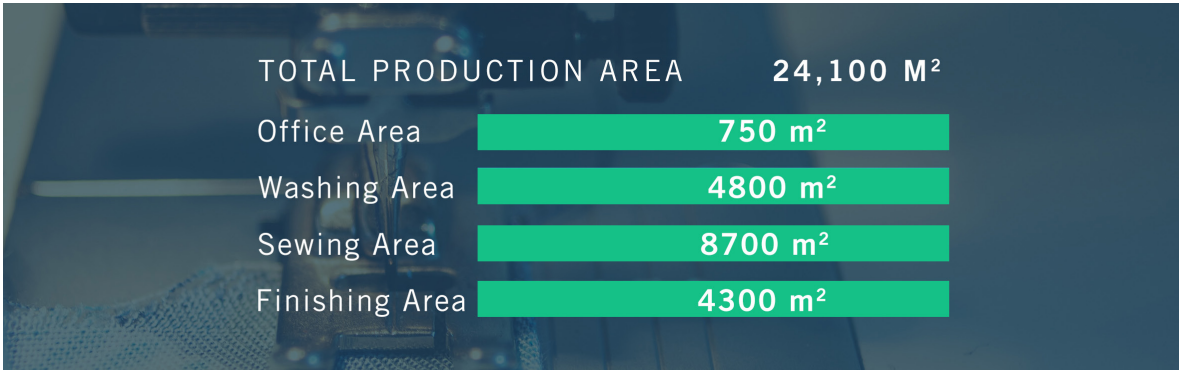 TOTAL PRODUCTION AREA 24,100 M²
Office Area 750 m²
Washing Area 4800 m²
Sewing Area 8700 m²
Finishing Area 4300 m²